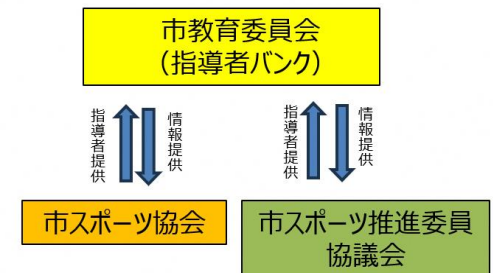 市教育委員会
（指導者バンク）
指導者提供
情報提供
指導者提供
情報提供
市スポーツ協会
市スポーツ推進委員
協議会